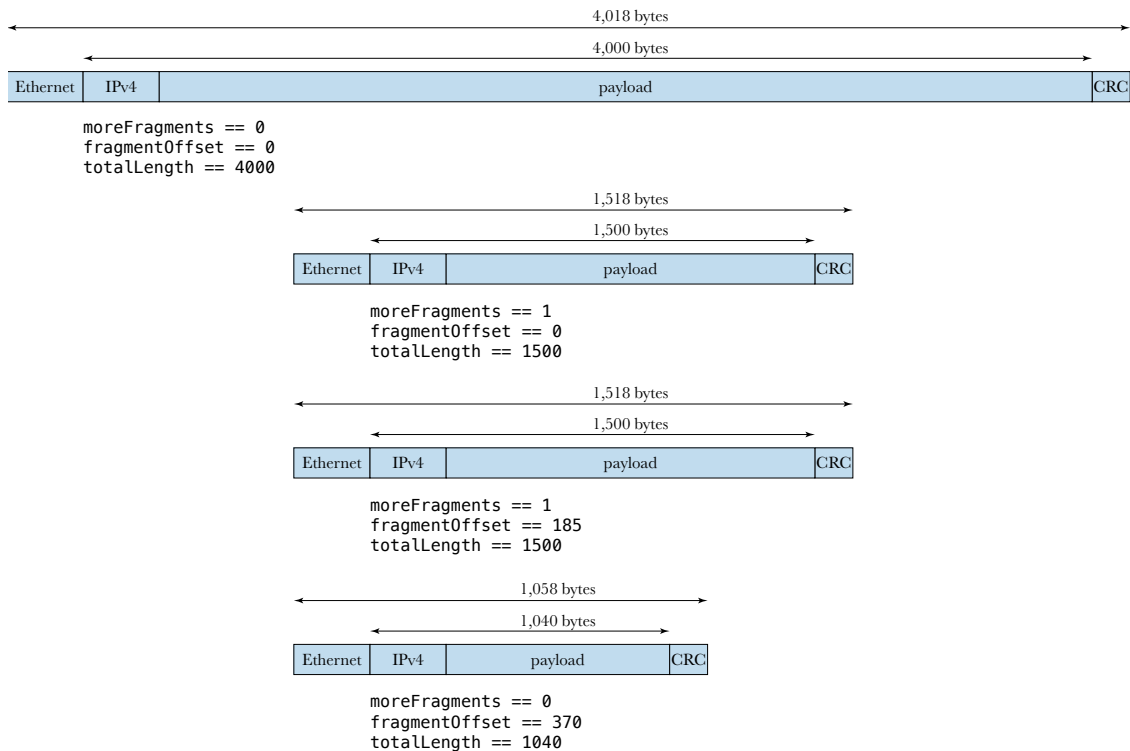 4,018 bytes
4,000 bytes
Ethernet IPv4 payload CRC
moreFragments == 0
fragmentOffset == 0
totalLength == 4000
1,518 bytes
1,500 bytes
Ethernet IPv4 payload CRC
moreFragments == 1
fragmentOffset == 0
totalLength == 1500
1,518 bytes
1,500 bytes
Ethernet IPv4 payload CRC
moreFragments == 1
fragmentOffset == 185
totalLength == 1500
1,058 bytes
1,040 bytes
Ethernet IPv4 payload CRC
moreFragments == 0
fragmentOffset == 370
totalLength == 1040